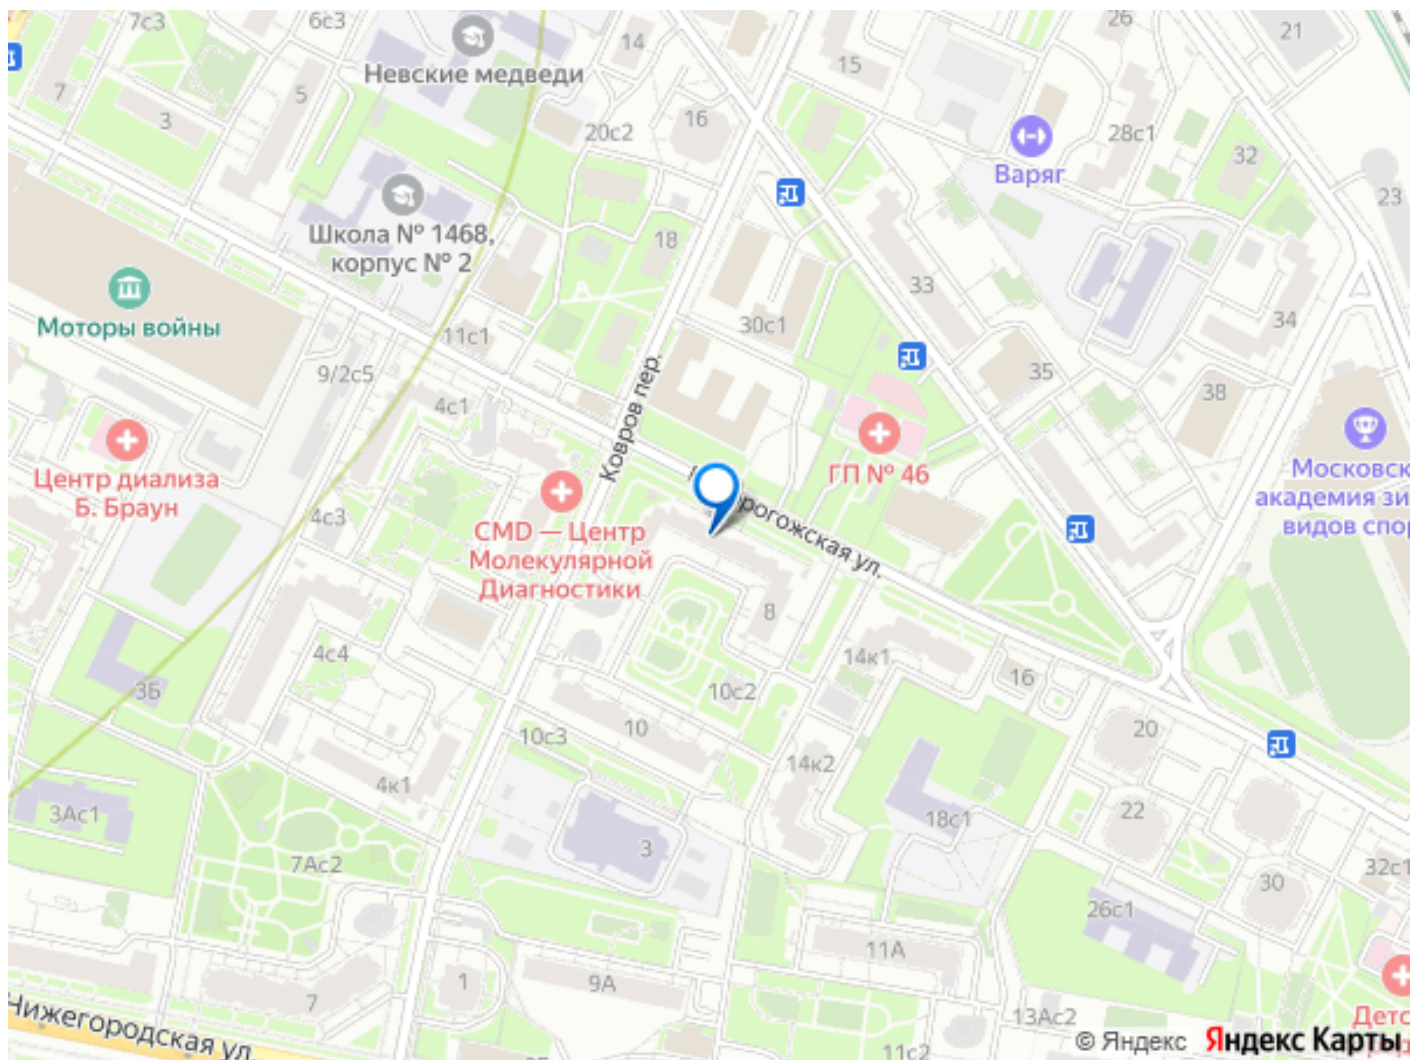 7с3
6с3
14
26
21
Невские медведи
15
7
5
3
20с2
16
28с1
Варяг
32
23
Школа № 1468,
корпус № 2
18
33
Моторы войны
11с1
30с1
34
9/2с5
Ковров пер.
35
38
4с1
Центр диализа
Б. Браун
ГП № 46
Московск
академия зи
видов спор
4с3
CMD — Центр
Молекулярной
Диагностики
рогожская ул.
8
4с4
14к1
16
3Б
10с2
10
10с3
20
14к2
4к1
22
3Ас1
18с1
3
7Ас2
32с1
30
26с1
11А
7
1
9А
13Ас2
Детс
Нижегородская ул.
11с2
© Яндекс Яндекс Карты